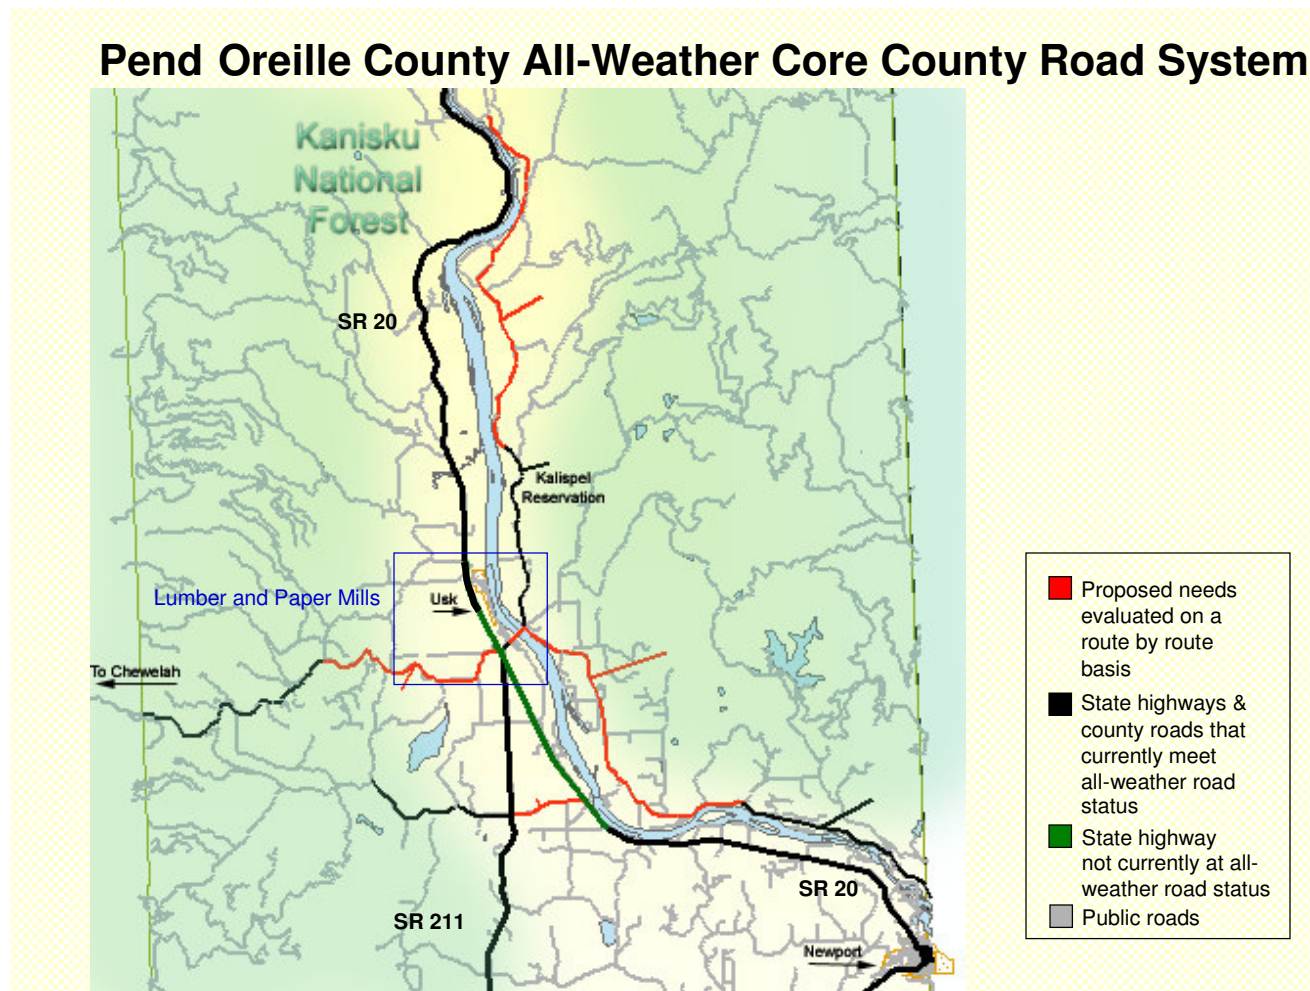 Pend Oreille County All-Weather Core County Road System
Kanisku
National
Forest
SR 20
Kalispel
Reservation
Lumber and Paper Mills
Usk
To Chewelah
SR 20
SR 211
Newport
Proposed needs
evaluated on a
route by route
basis
State highways &
county roads that
currently meet
all-weather road
status
State highway
not currently at all-
weather road status
Public roads